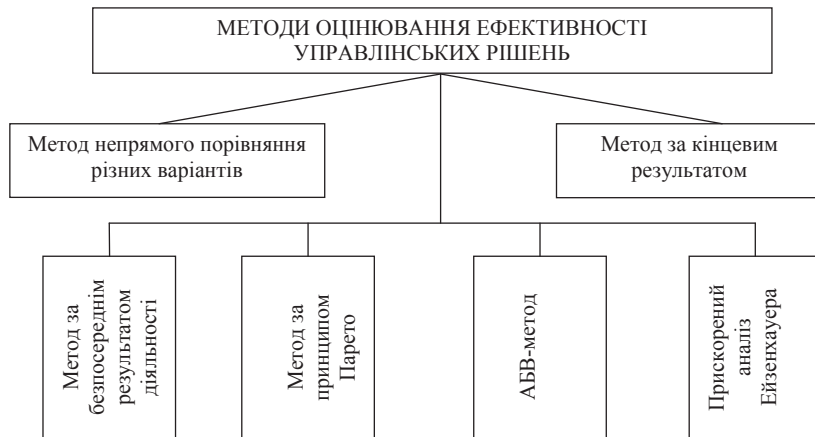 МЕТОДИ ОЦІНЮВАННЯ ЕФЕКТИВНОСТІ
УПРАВЛІНСЬКИХ РІШЕНЬ
Метод непрямого порівняння
різних варіантів
Метод за кінцевим
результатом
Метод за
безпосереднім
результатом
діяльності
Метод за
принципом
Парето
АБВ-метод
Прискорений
аналіз
Ейзенхауера